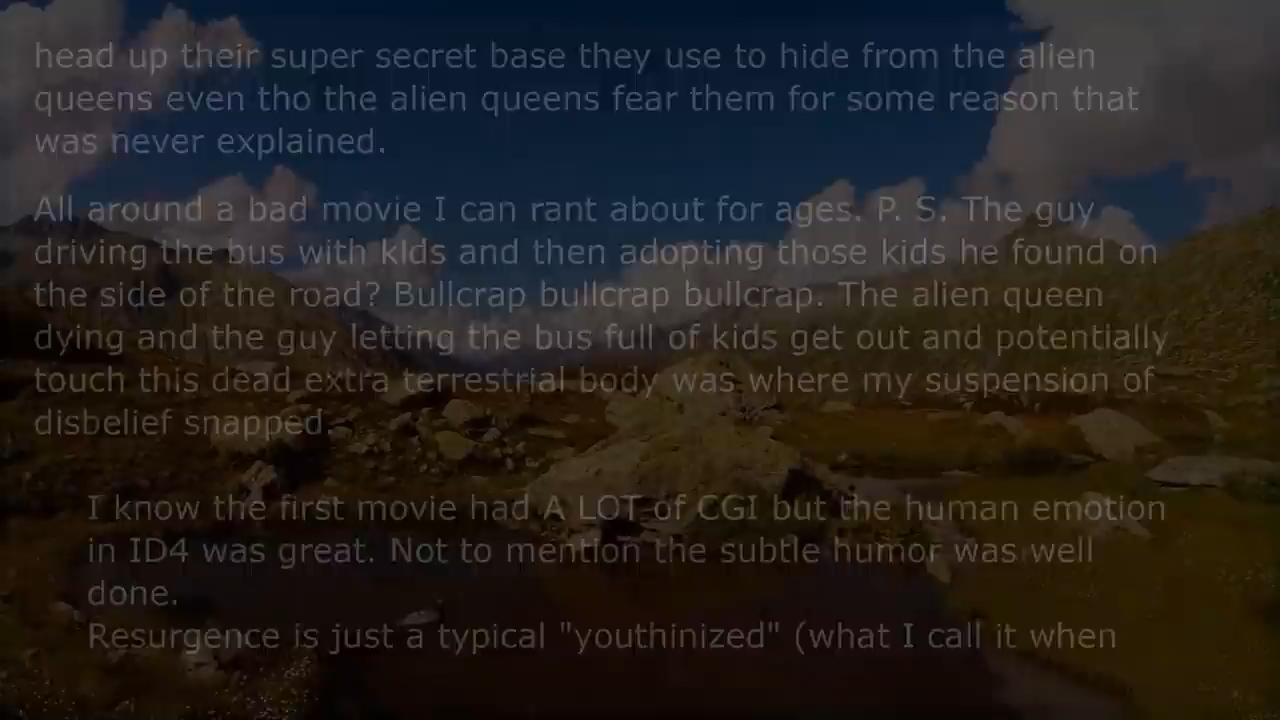 head up their super secret base they use to hide from the alien
queens even tho the alien queens fear them for some reason that
was never explained.
All around a bad movie I can rant about for ages. P. S. The guy
driving the bus with kids and then adopting those kids he found on
the side of the road? Bullcrap bullcrap bullcrap. The alien queen
dying and the guy letting the bus full of kids get out and potentially
touch this dead extra terrestrial body was where my suspension of
disbelief snapped
I know the first movie had A LOT of CGI but the human emotion
in ID4 was great. Not to mention the subtle humor was well
done.
Resurgence is just a typical "youthinized" (what I call it when